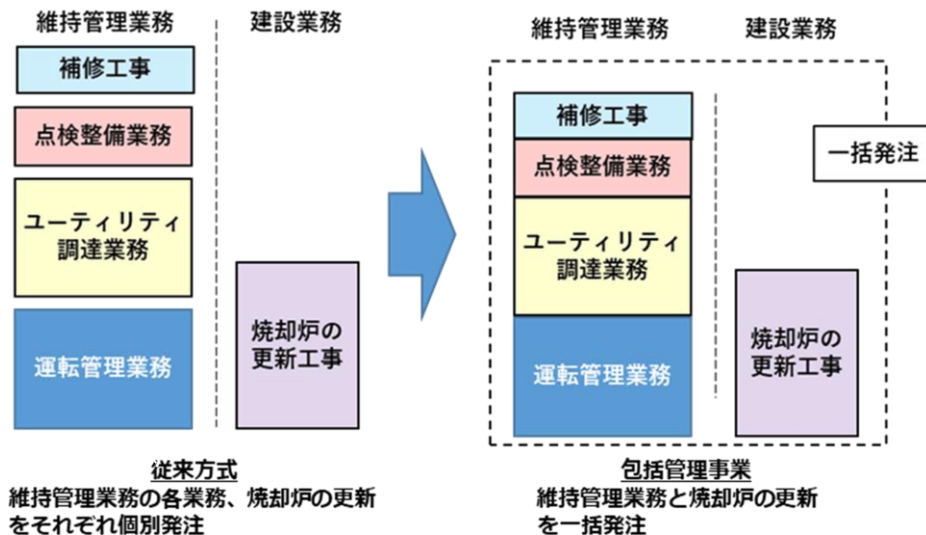 維持管理業務
建設業務
補修工事
点検整備業務
ユーティリティ
調達業務
運転管理業務
焼却炉の
更新工事
従来方式
維持管理業務の各業務、焼却炉の更新
をそれぞれ個別発注
維持管理業務
建設業務
一括発注
補修工事
点検整備業務
ユーティリティ
調達業務
運転管理業務
焼却炉の
更新工事
包括管理事業
維持管理業務と焼却炉の更新
を一括発注